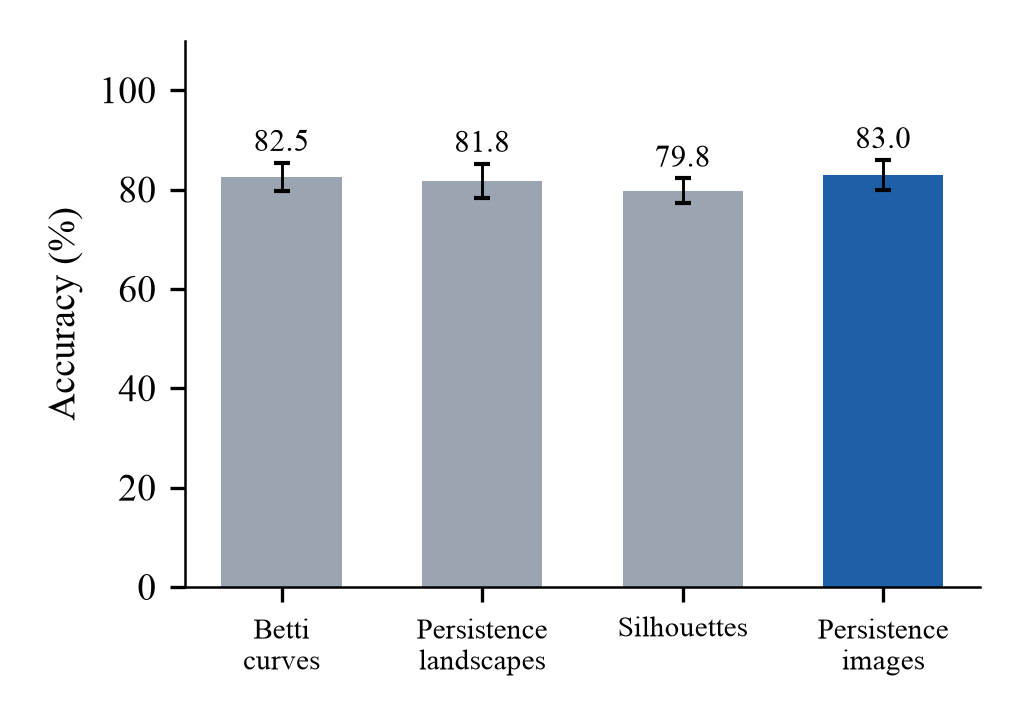 Accuracy (%)
100
80
60
40
20
0
82.5
81.8
79.8
83.0
Betti
curves
Persistence
landscapes
Silhouettes
Persistence
images